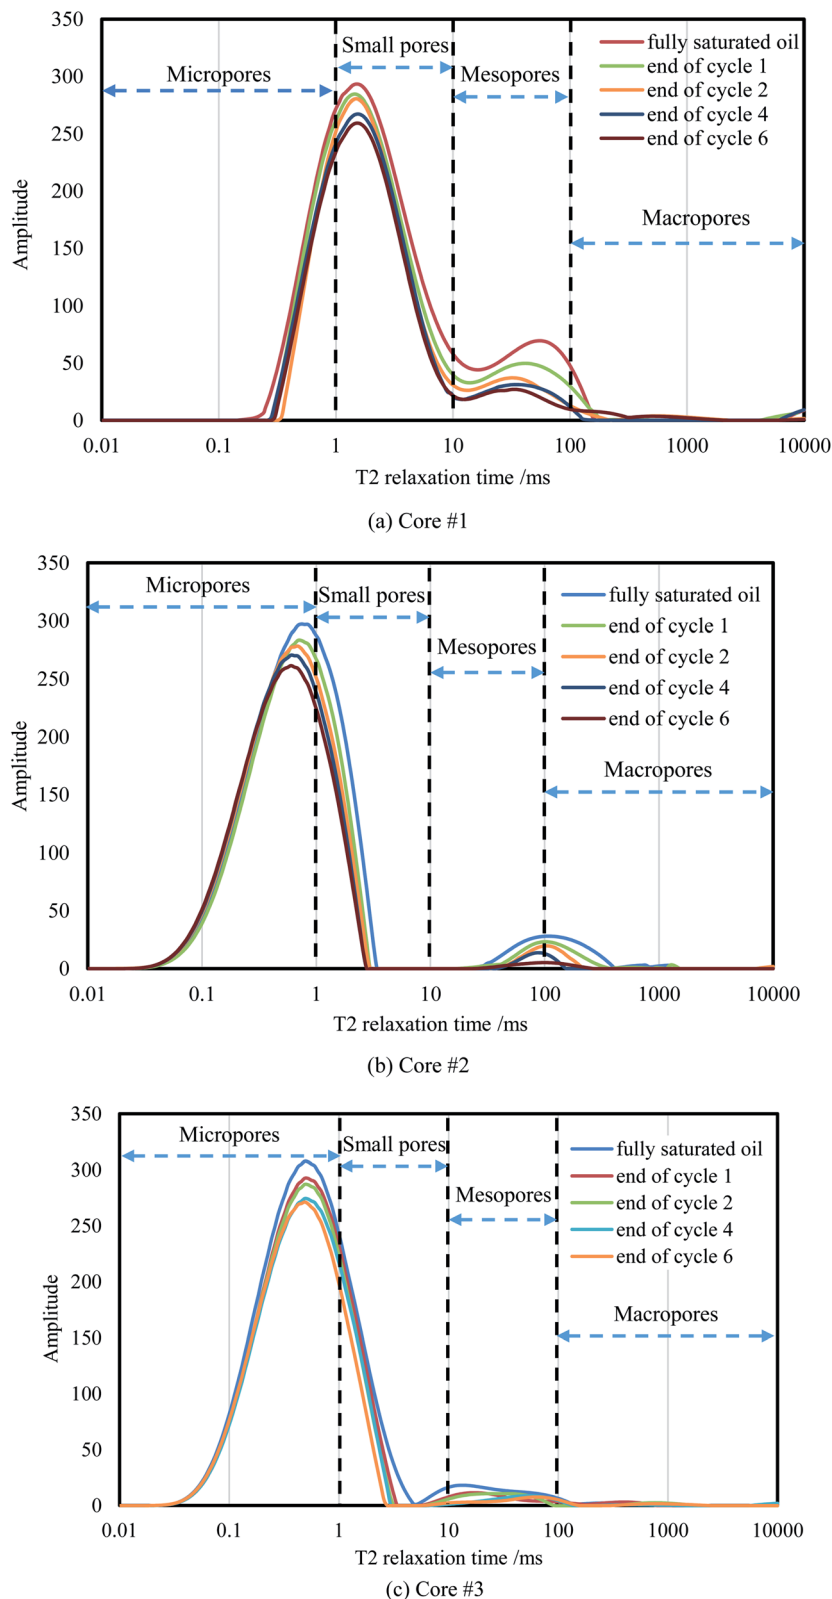 350
300
250
200
150
100
50
0
Amplitude
Micropores
Small pores
Mesopores
Macropores
fully saturated oil
end of cycle 1
end of cycle 2
end of cycle 4
end of cycle 6
0.01 0.1 1 10 100 1000 10000
T2 relaxation time /ms
(a) Core #1
350
300
250
200
150
100
50
0
Amplitude
Micropores
Small pores
Mesopores
Macropores
fully saturated oil
end of cycle 1
end of cycle 2
end of cycle 4
end of cycle 6
0.01 0.1 1 10 100 1000 10000
T2 relaxation time /ms
(b) Core #2
350
300
250
200
150
100
50
0
Amplitude
Micropores
Small pores
Mesopores
Macropores
fully saturated oil
end of cycle 1
end of cycle 2
end of cycle 4
end of cycle 6
0.01 0.1 1 10 100 1000 10000
T2 relaxation time /ms
(c) Core #3